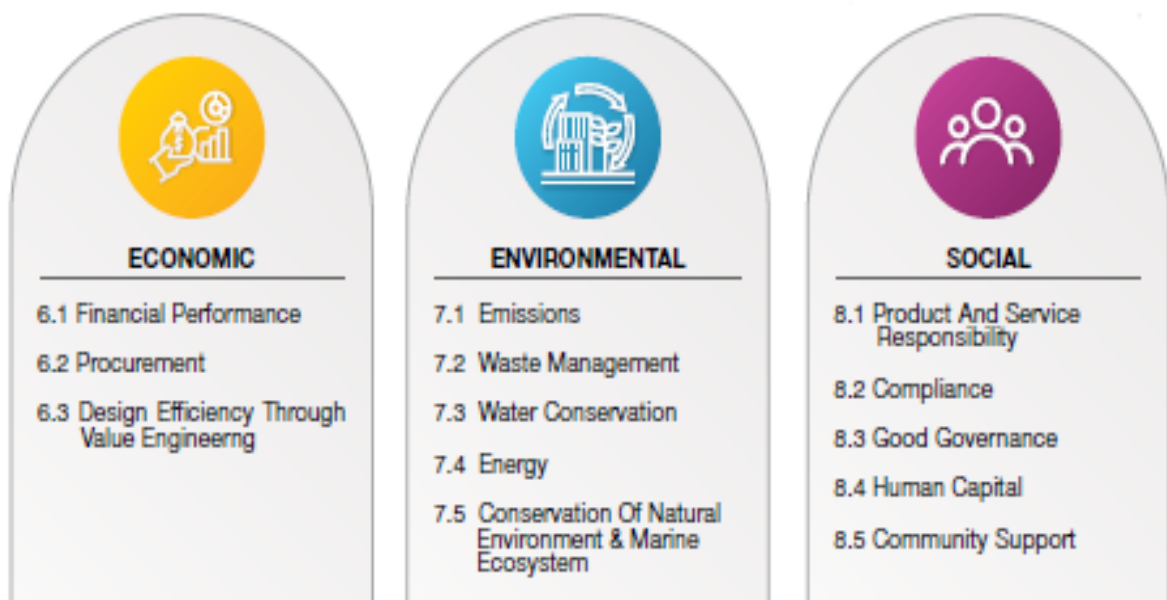 ECONOMIC
6.1 Financial Performance
6.2 Procurement
6.3 Design Efficiency Through
Value Engineerng
ENVIRONMENTAL
7.1 Emissions
7.2 Waste Management
7.3 Water Conservation
7.4 Energy
7.5 Conservation Of Natural
Environment & Marine
Ecosystem
SOCIAL
8.1 Product And Service
Responsibility
8.2 Compliance
8.3 Good Governance
8.4 Human Capital
8.5 Community Support